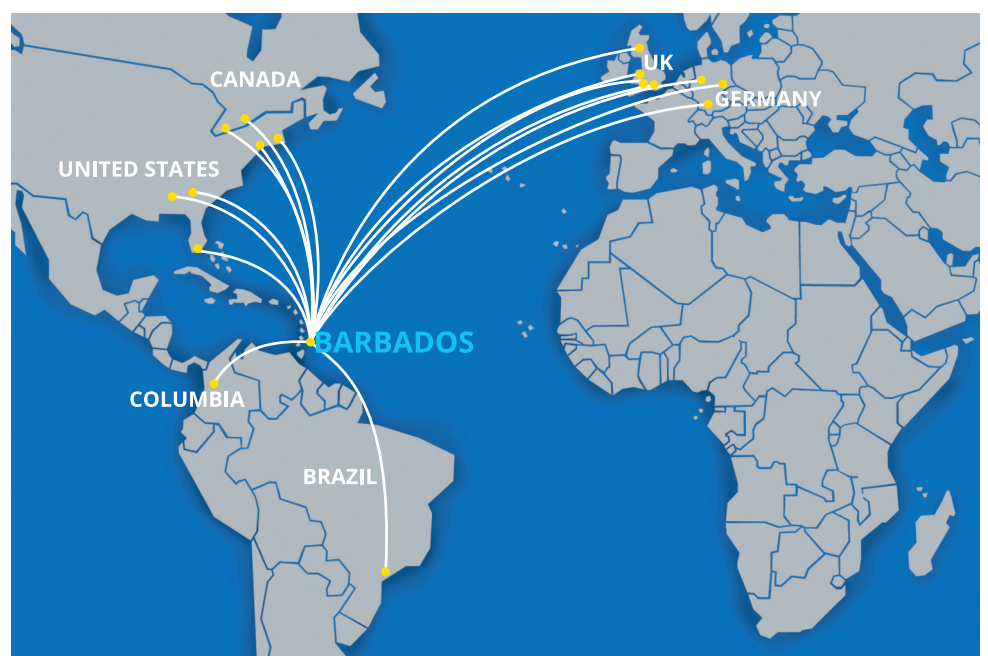 UK
CANADA
GERMANY
UNITED STATES
BARBADOS
COLUMBIA
BRAZIL